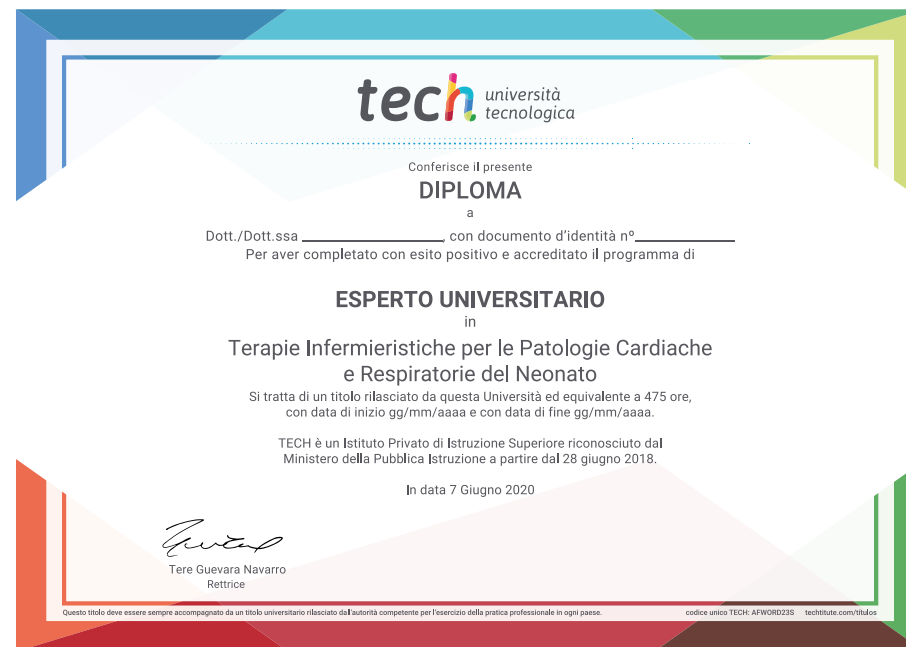 tech università
tecnologica
Conferisce il presente
DIPLOMA
a
Dott./Dott.ssa ____________________, con documento d'identità nº______________
Per aver completato con esito positivo e accreditato il programma di
ESPERTO UNIVERSITARIO
in
Terapie Infermieristiche per le Patologie Cardiache
e Respiratorie del Neonato
Si tratta di un titolo rilasciato da questa Università ed equivalente a 475 ore,
con data di inizio gg/mm/aaaa e con data di fine gg/mm/aaaa.
TECH è un Istituto Privato di Istruzione Superiore riconosciuto dal
Ministero della Pubblica Istruzione a partire dal 28 giugno 2018.
In data 7 Giugno 2020
Tere Guevara Navarro
Rettrice
Questo titolo deve essere sempre accompagnato da un titolo universitario rilasciato dall'autorità competente per l'esercizio della pratica professionale in ogni paese. codice unico TECH: AFWORD23S techtitute.com/titulos